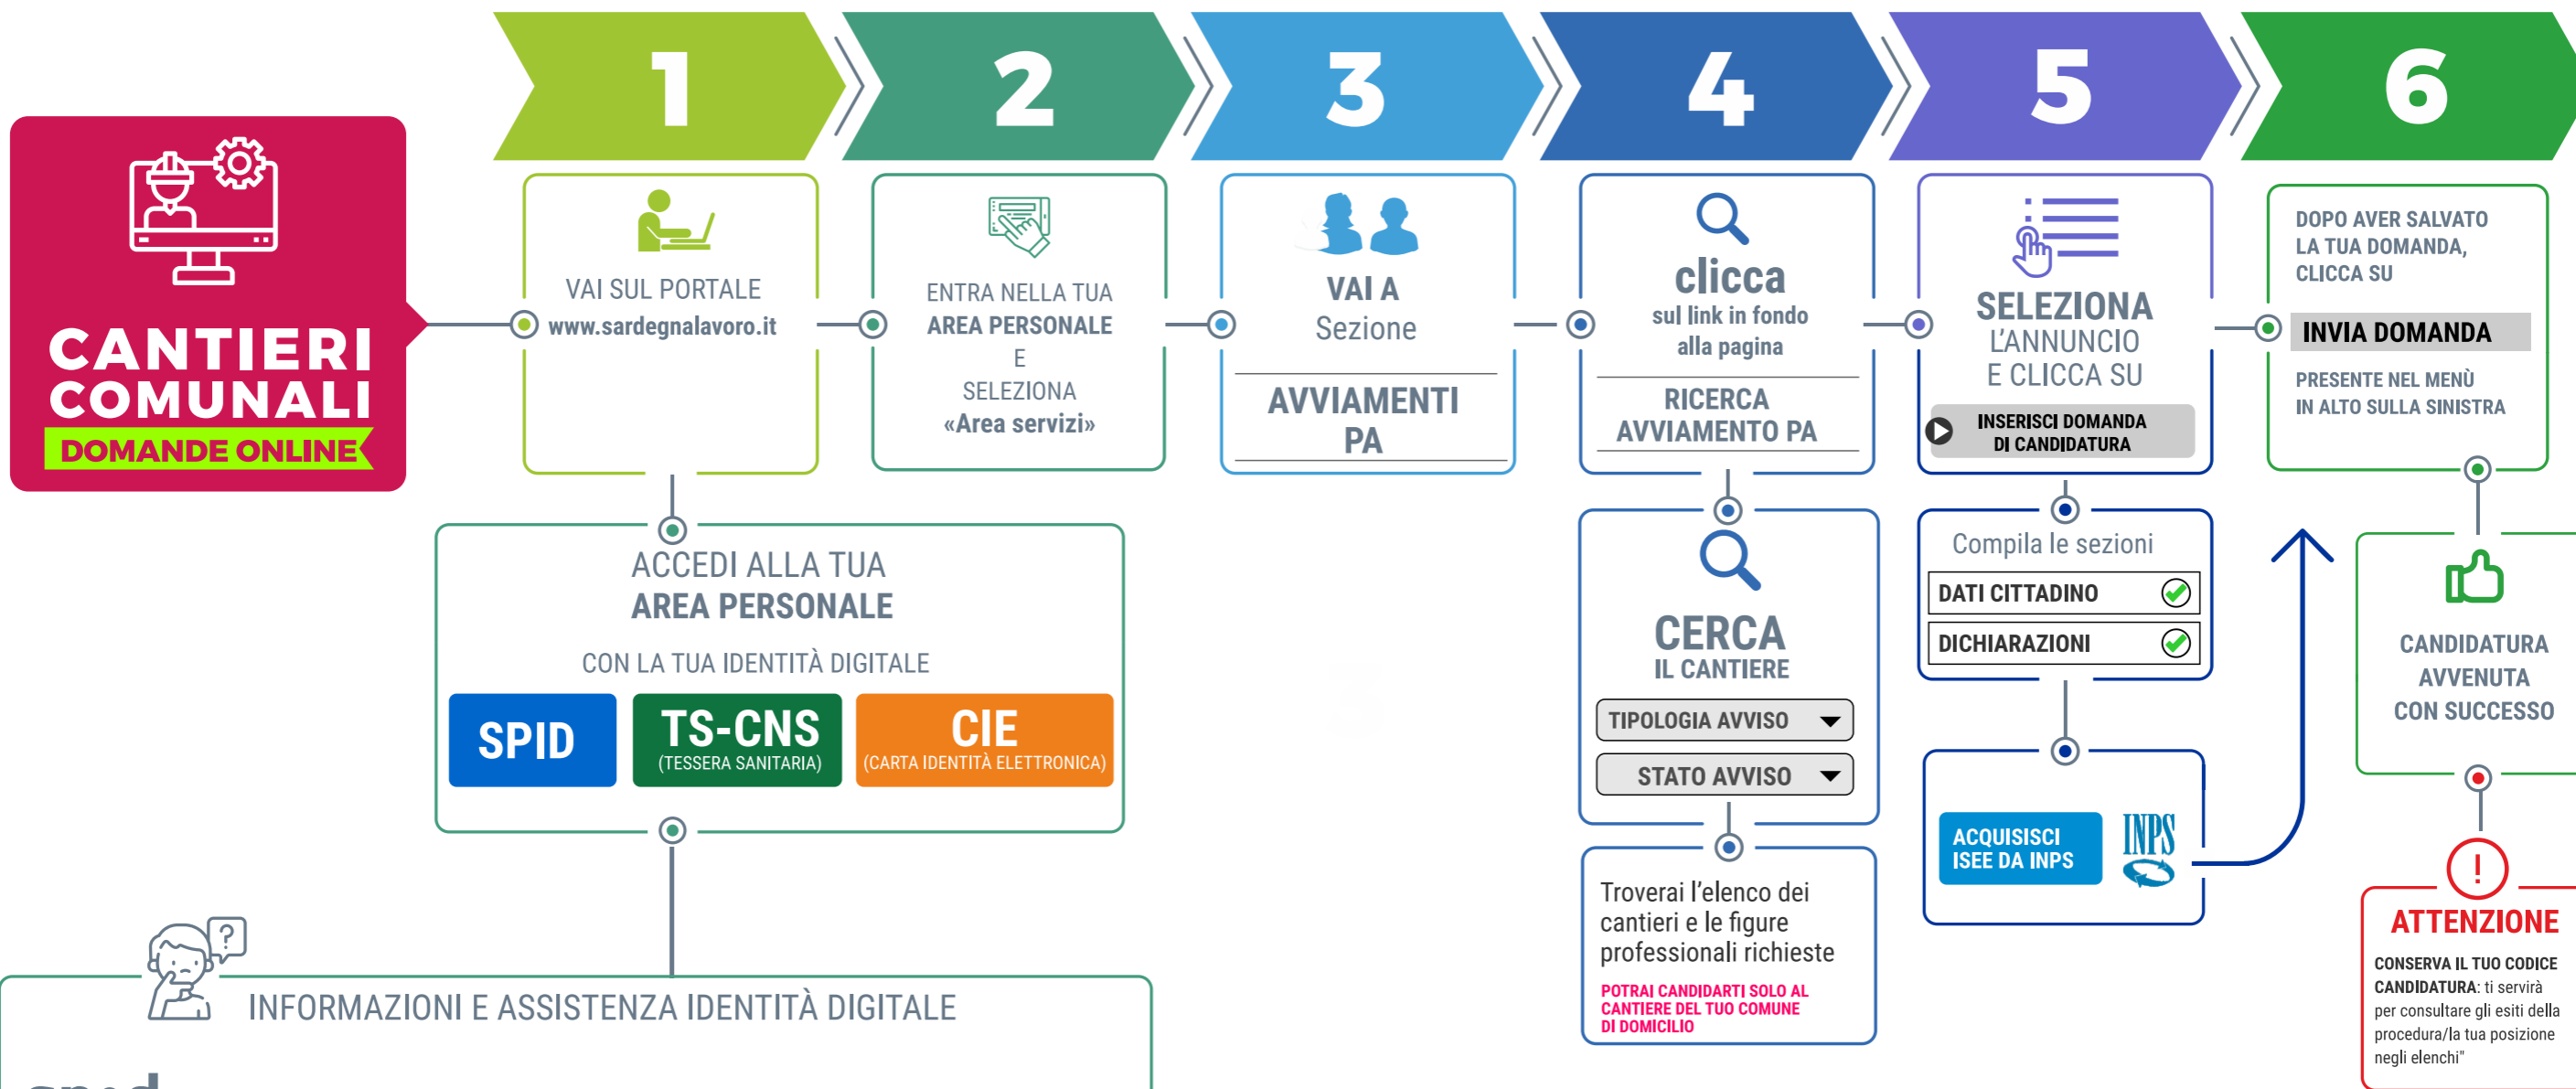 1
2
3
4
5
6
CANTIERI
COMUNALI
DOMANDE ONLINE
VAI SUL PORTALE
www.sardegnalavoro.it
ACCEDI ALLA TUA
AREA PERSONALE
CON LA TUA IDENTITÀ DIGITALE
SPID
TS-CNS
(TESSERA SANITARIA)
CIE
(CARTA IDENTITÀ ELETTRONICA)
?
INFORMAZIONI E ASSISTENZA IDENTITÀ DIGITALE
ENTRA NELLA TUA
AREA PERSONALE
E
SELEZIONA
«Area servizi»
VAI A
Sezione
AVVIAMENTI
PA
clicca
sul link in fondo
alla pagina
RICERCA
AVVIAMENTO PA
CERCA
IL CANTIERE
TIPOLOGIA AVVISO
STATO AVVISO
Troverai l'elenco dei
cantieri e le figure
professionali richieste
POTRAI CANDIDARTI SOLO AL
CANTIERE DEL TUO COMUNE
DI DOMICILIO
SELEZIONA
L'ANNUNCIO
E CLICCA SU
INSERISCI DOMANDA
DI CANDIDATURA
Compila le sezioni
DATI CITTADINO
DICHIARAZIONI
ACQUISISCI
ISEE DA INPS
INPS
DOPO AVER SALVATO
LA TUA DOMANDA,
CLICCA SU
INVIA DOMANDA
PRESENTE NEL MENÙ
IN ALTO SULLA SINISTRA
CANDIDATURA
AVVENUTA
CON SUCCESSO
!
ATTENZIONE
CONSERVA IL TUO CODICE
CANDIDATURA: ti servirà
per consultare gli esiti della
procedura/la tua posizione
negli elenchi"